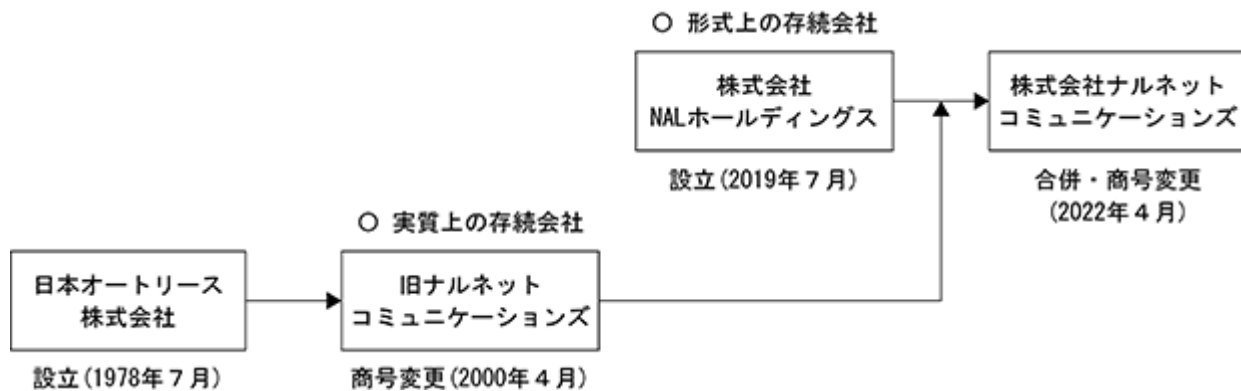 ○ 形式上の存続会社
株式会社
NALホールディングス
設立(2019年7月)
株式会社ナルネット
コミュニケーションズ
合併・商号変更
(2022年4月)
○ 実質上の存続会社
日本オートリース
株式会社
設立(1978年7月)
旧ナルネット
コミュニケーションズ
商号変更(2000年4月)